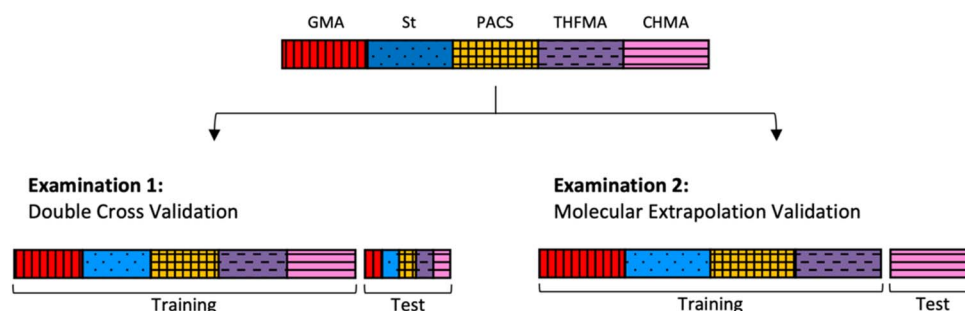 GMA St PACS THFMA CHMA
Examination 1:
Double Cross Validation
Training Test
Examination 2:
Molecular Extrapolation Validation
Training Test